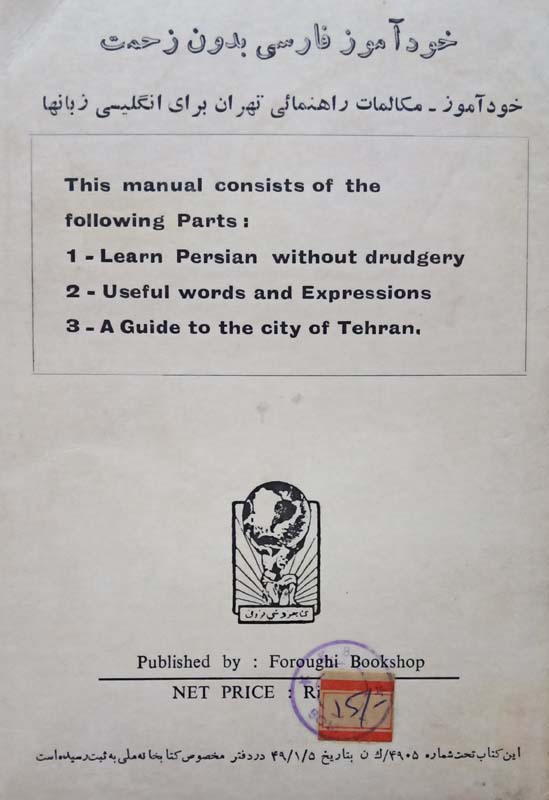 خودآموز فارسی بدون زحمت
خودآموز - مکالمات راهنمائی تهران برای انگلیسی زبانها
This manual consists of the
following Parts :
1 - Learn Persian without drudgery
2 - Useful words and Expressions
3 - A Guide to the city of Tehran.
کتابفروشی فروغی
Published by : Foroughi Bookshop
NET PRICE : Ri
این کتاب تحت شماره ۴۹۰۵/ك ن بتاریخ ۴۹/۱/۵ در دفتر مخصوص کتابخانه ملی به ثبت رسیده است